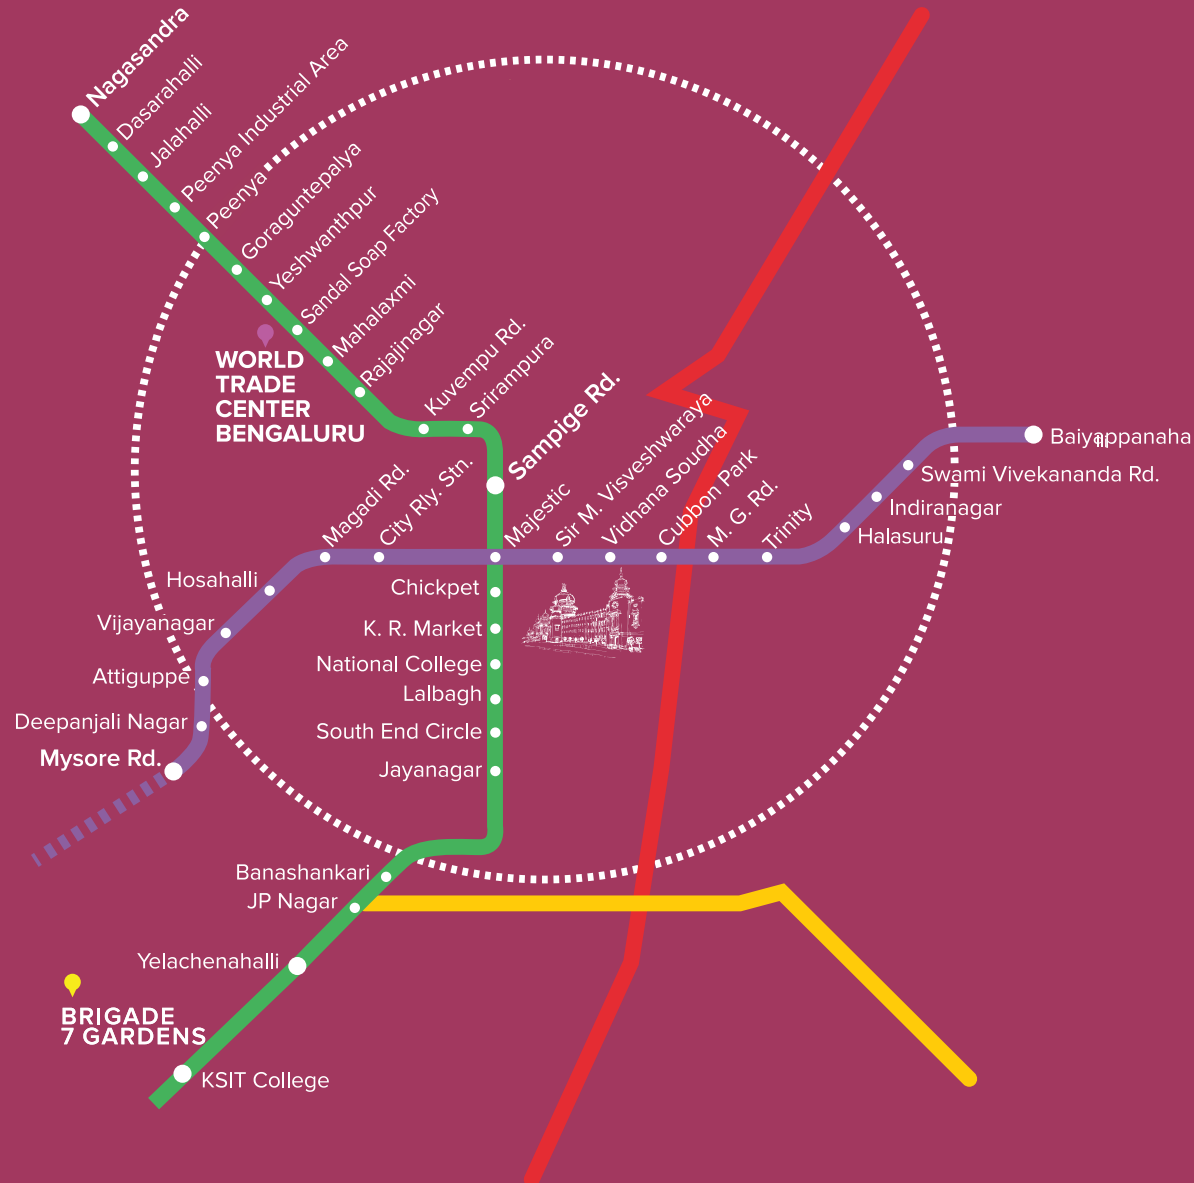 Nagasandra
Dasarahalli
Jalahalli
Peenya Industrial Area
Peenya
Goraguntepalya
Yeshwanthpur
Sandal Soap Factory
Mahalaxmi
Rajajinagar
WORLD
TRADE
CENTER
BENGALURU
Kuvempu Rd.
Srirampura
Sampige Rd.
Magadi Rd.
City Rly. Stn.
Majestic
Sir M. Visveshwaraya
Vidhana Soudha
Cubbon Park
M. G. Rd.
Trinity
Baiyappanaha
Swami Vivekananda Rd.
Indiranagar
Halasuru
Hosahalli
Vijayanagar
Attiguppe
Deepanjali Nagar
Mysore Rd.
Chickpet
K. R. Market
National College
Lalbagh
South End Circle
Jayanagar
Banashankari
JP Nagar
Yelachenahalli
BRIGADE
7 GARDENS
KSIT College